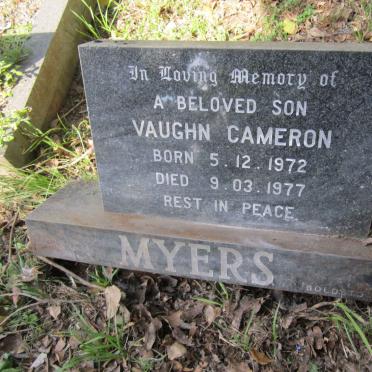 In Loving Memory of
A BELOVED SON
VAUGHN CAMERON
BORN 5.12.1972
DIED 9.03.1977
REST IN PEACE
MYERS